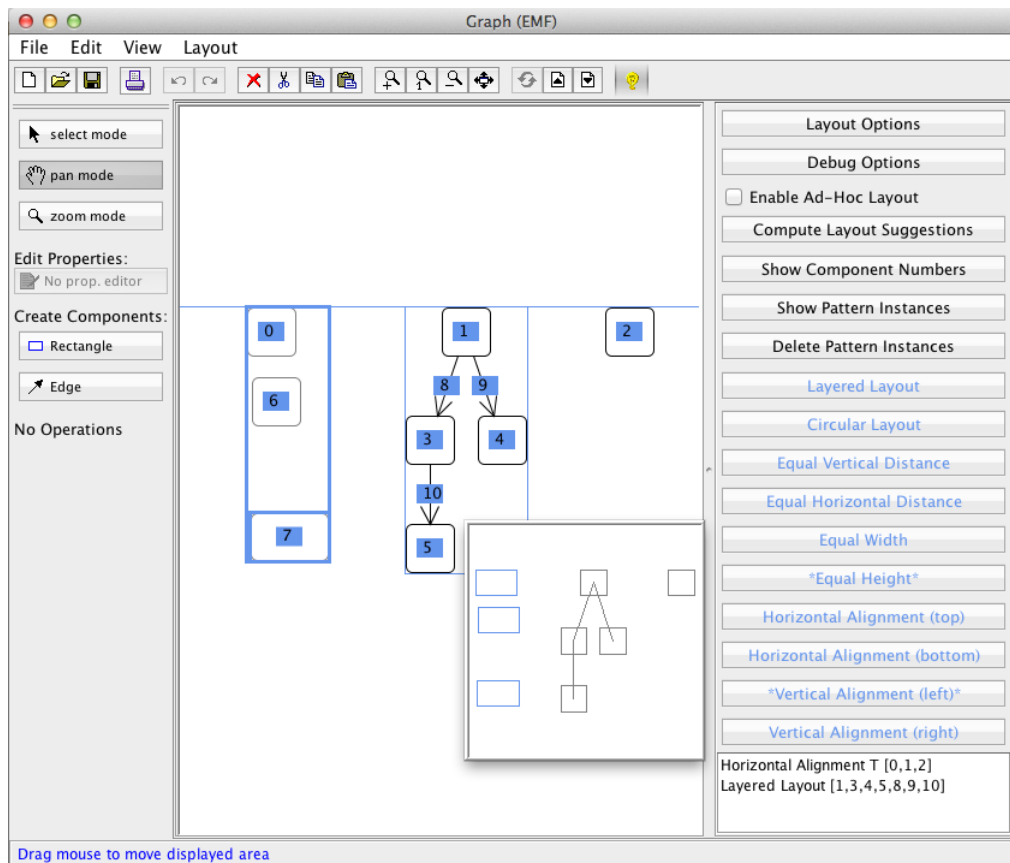 Graph (EMF)
File Edit View Layout
select mode
pan mode
zoom mode
Edit Properties:
No prop. editor
Create Components:
Rectangle
Edge
No Operations
0
1
2
6
8
9
3
4
10
7
5
Layout Options
Debug Options
Enable Ad-Hoc Layout
Compute Layout Suggestions
Show Component Numbers
Show Pattern Instances
Delete Pattern Instances
Layered Layout
Circular Layout
Equal Vertical Distance
Equal Horizontal Distance
Equal Width
*Equal Height*
Horizontal Alignment (top)
Horizontal Alignment (bottom)
*Vertical Alignment (left)*
Vertical Alignment (right)
Horizontal Alignment T [0,1,2]
Layered Layout [1,3,4,5,8,9,10]
Drag mouse to move displayed area